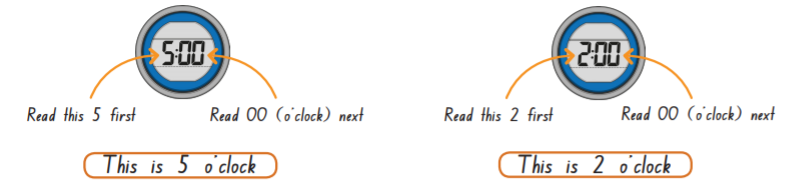 5:00
Read this 5 first
Read 00 (o'clock) next
This is 5 o'clock
2:00
Read this 2 first
Read 00 (o'clock) next
This is 2 o'clock